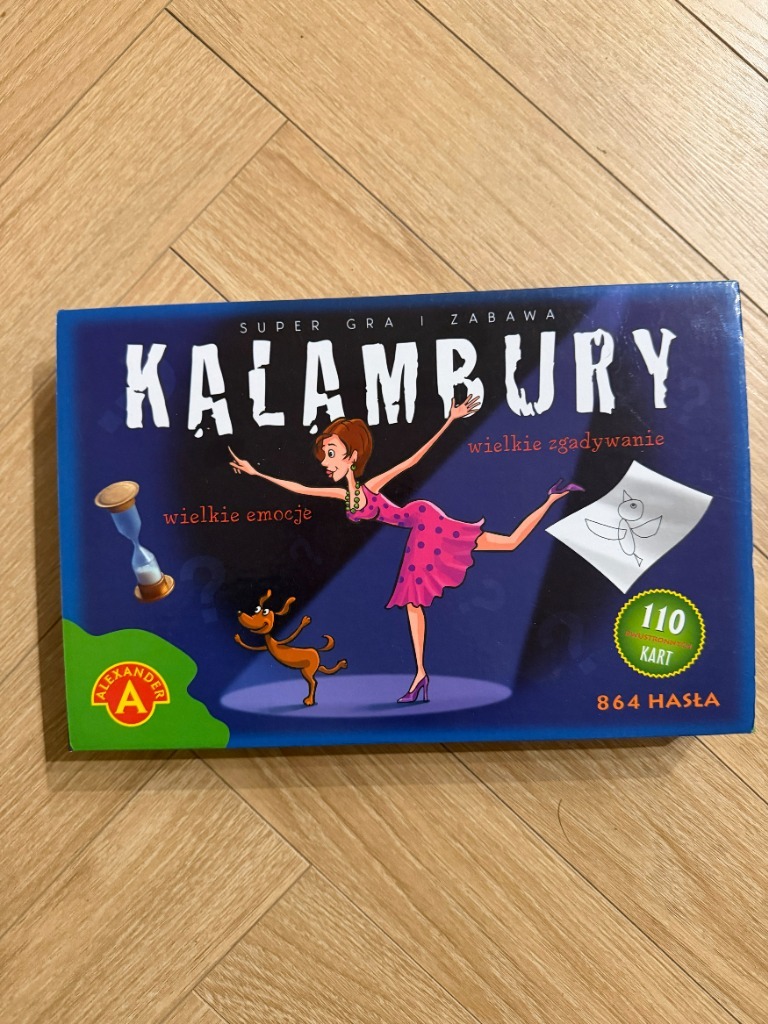 SUPER GRA I ZABAWA
KALAMBURY
wielkie zgadywanie
wielkie emocje
110
KART
ALEXANDER
A
864 HASŁA